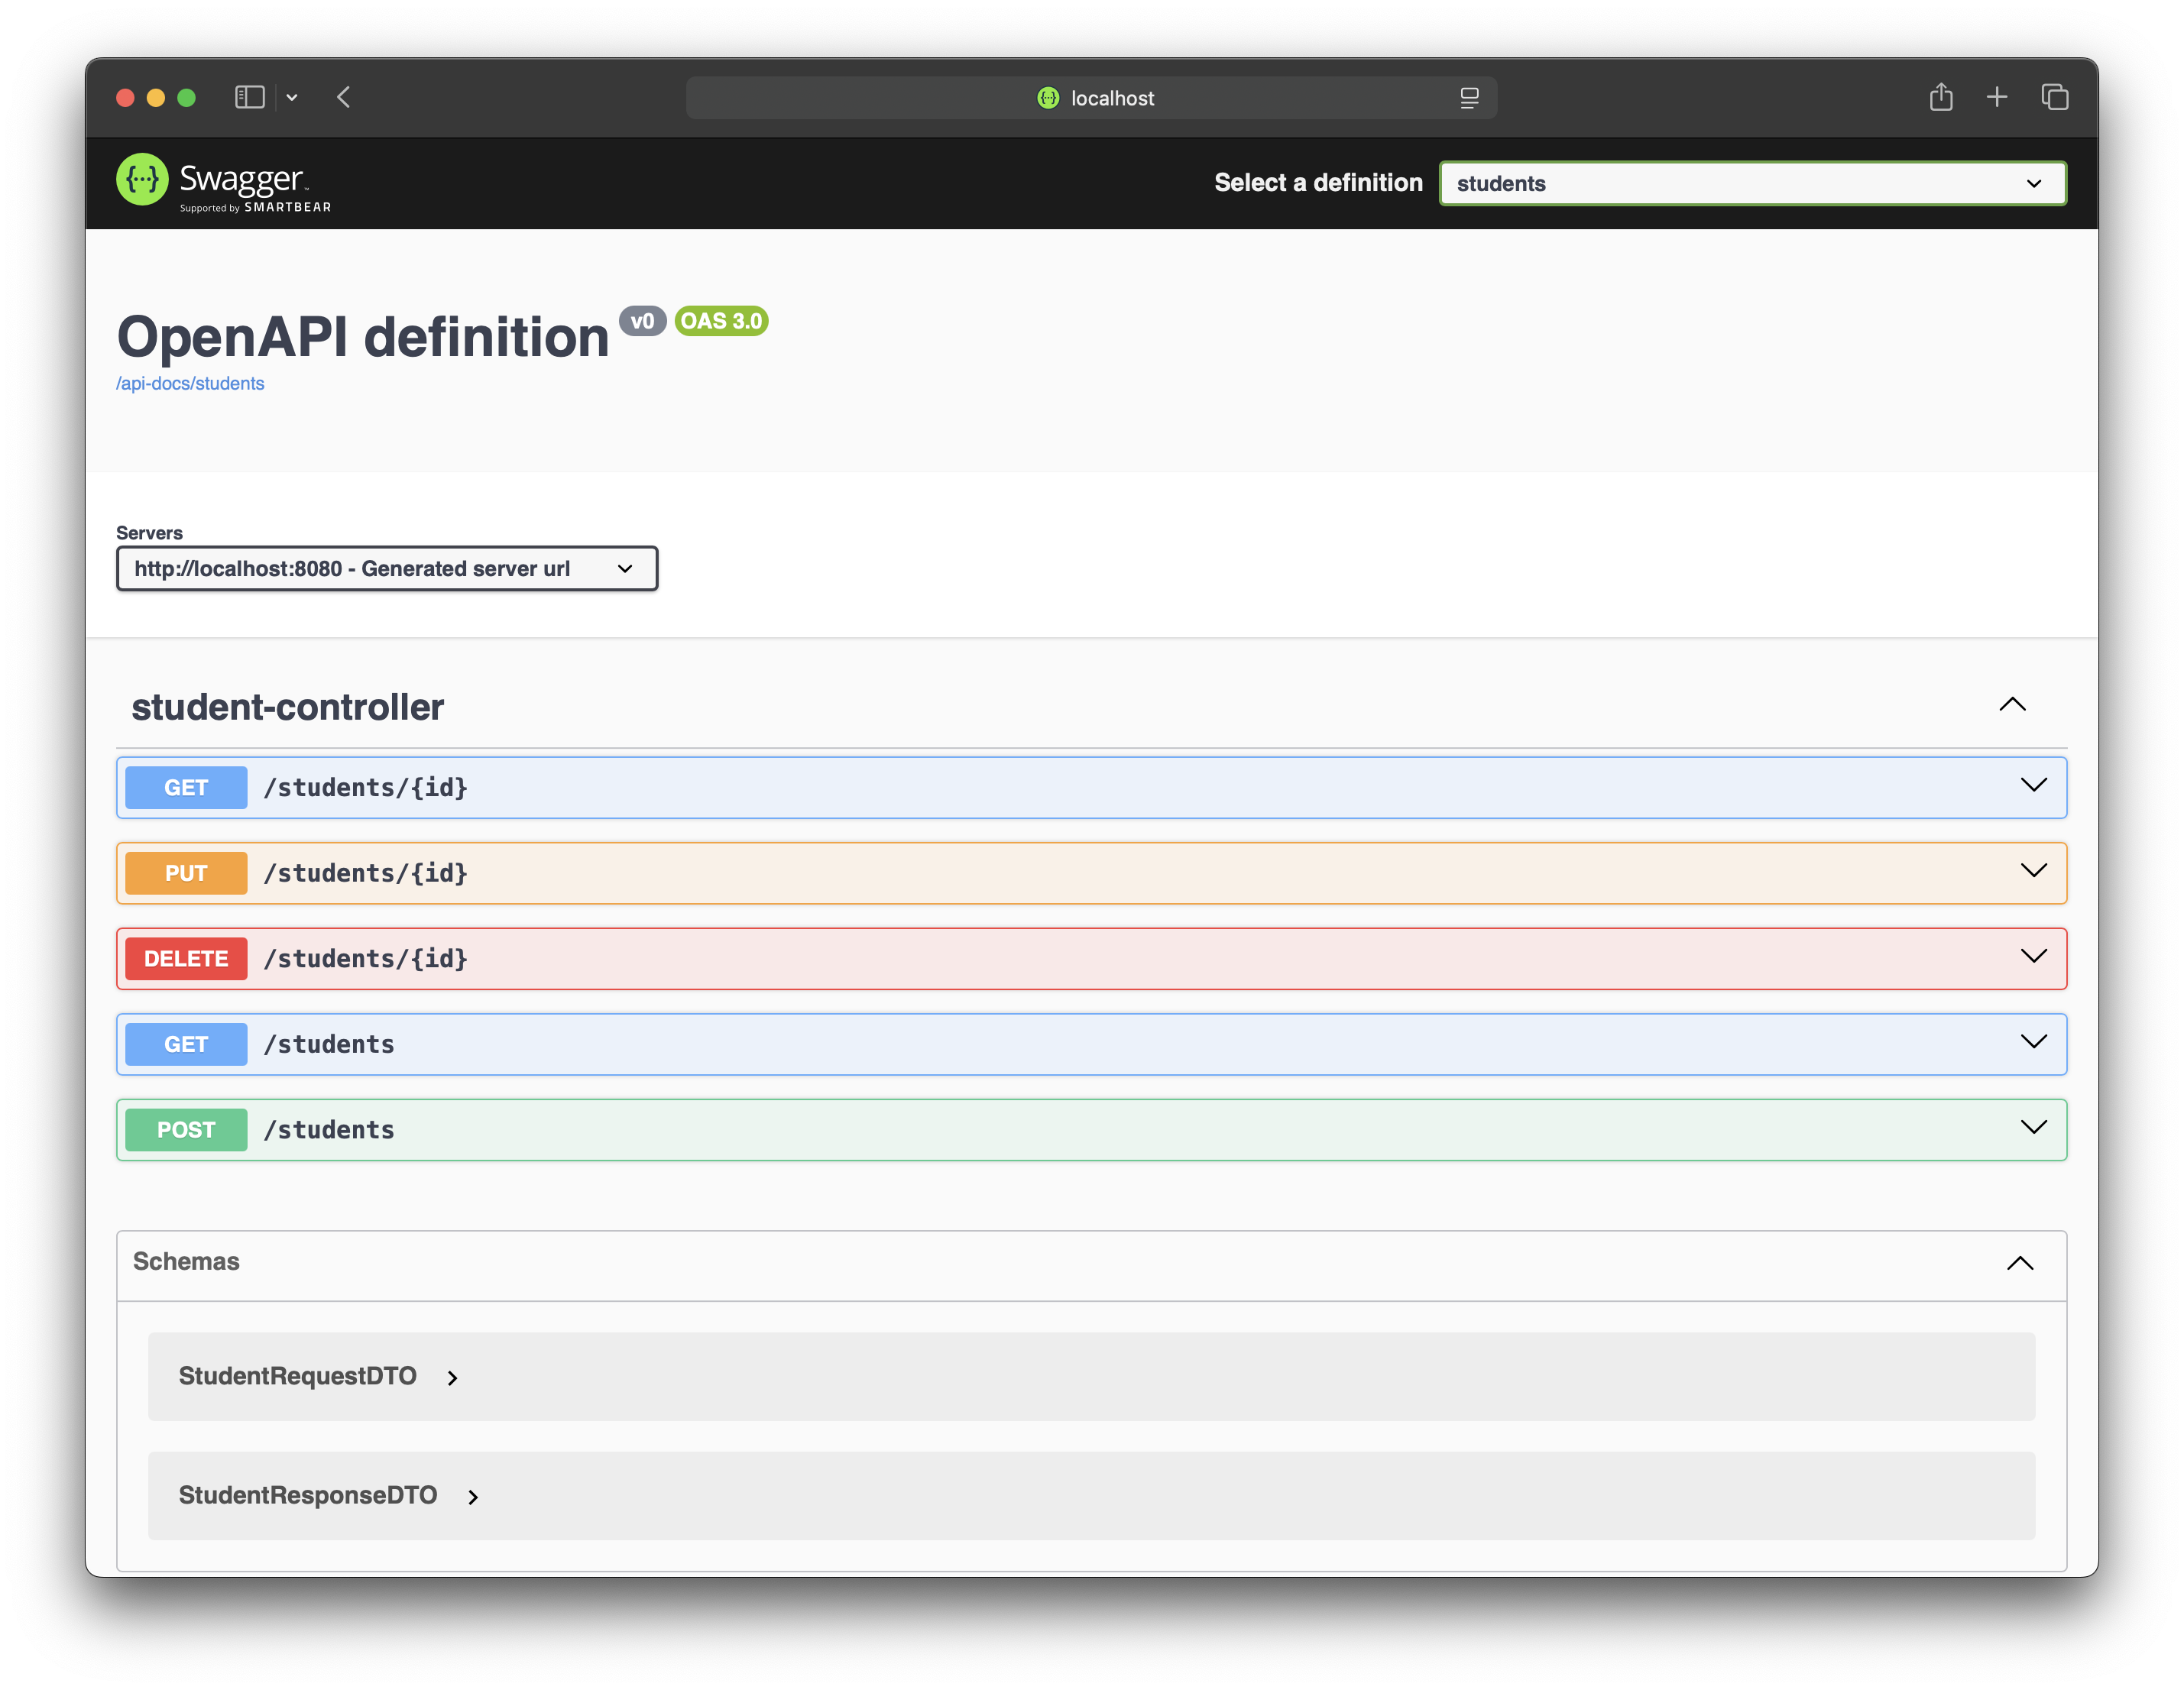 localhost
Swagger
Supported by SMARTBEAR
Select a definition
students
OpenAPI definition v0 OAS 3.0
/api-docs/students
Servers
http://localhost:8080 - Generated server url
student-controller
GET /students/{id}
PUT /students/{id}
DELETE /students/{id}
GET /students
POST /students
Schemas
StudentRequestDTO
StudentResponseDTO